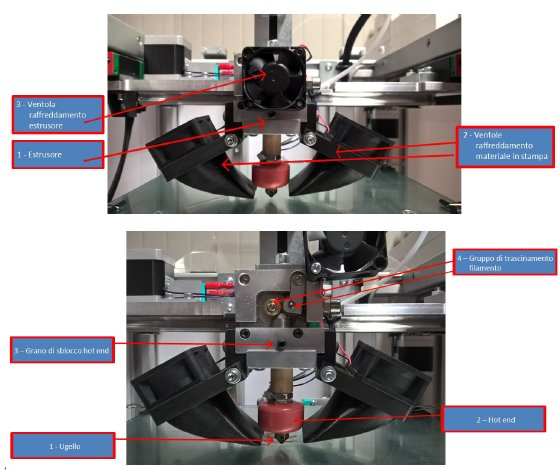 3 - Ventola
raffreddamento
estrusore
1 - Estrusore
2 - Ventole
raffreddamento
materiale in stampa
4 – Gruppo di trascinamento
filamento
3 – Grano di sblocco hot end
2 – Hot end
1 - Ugello